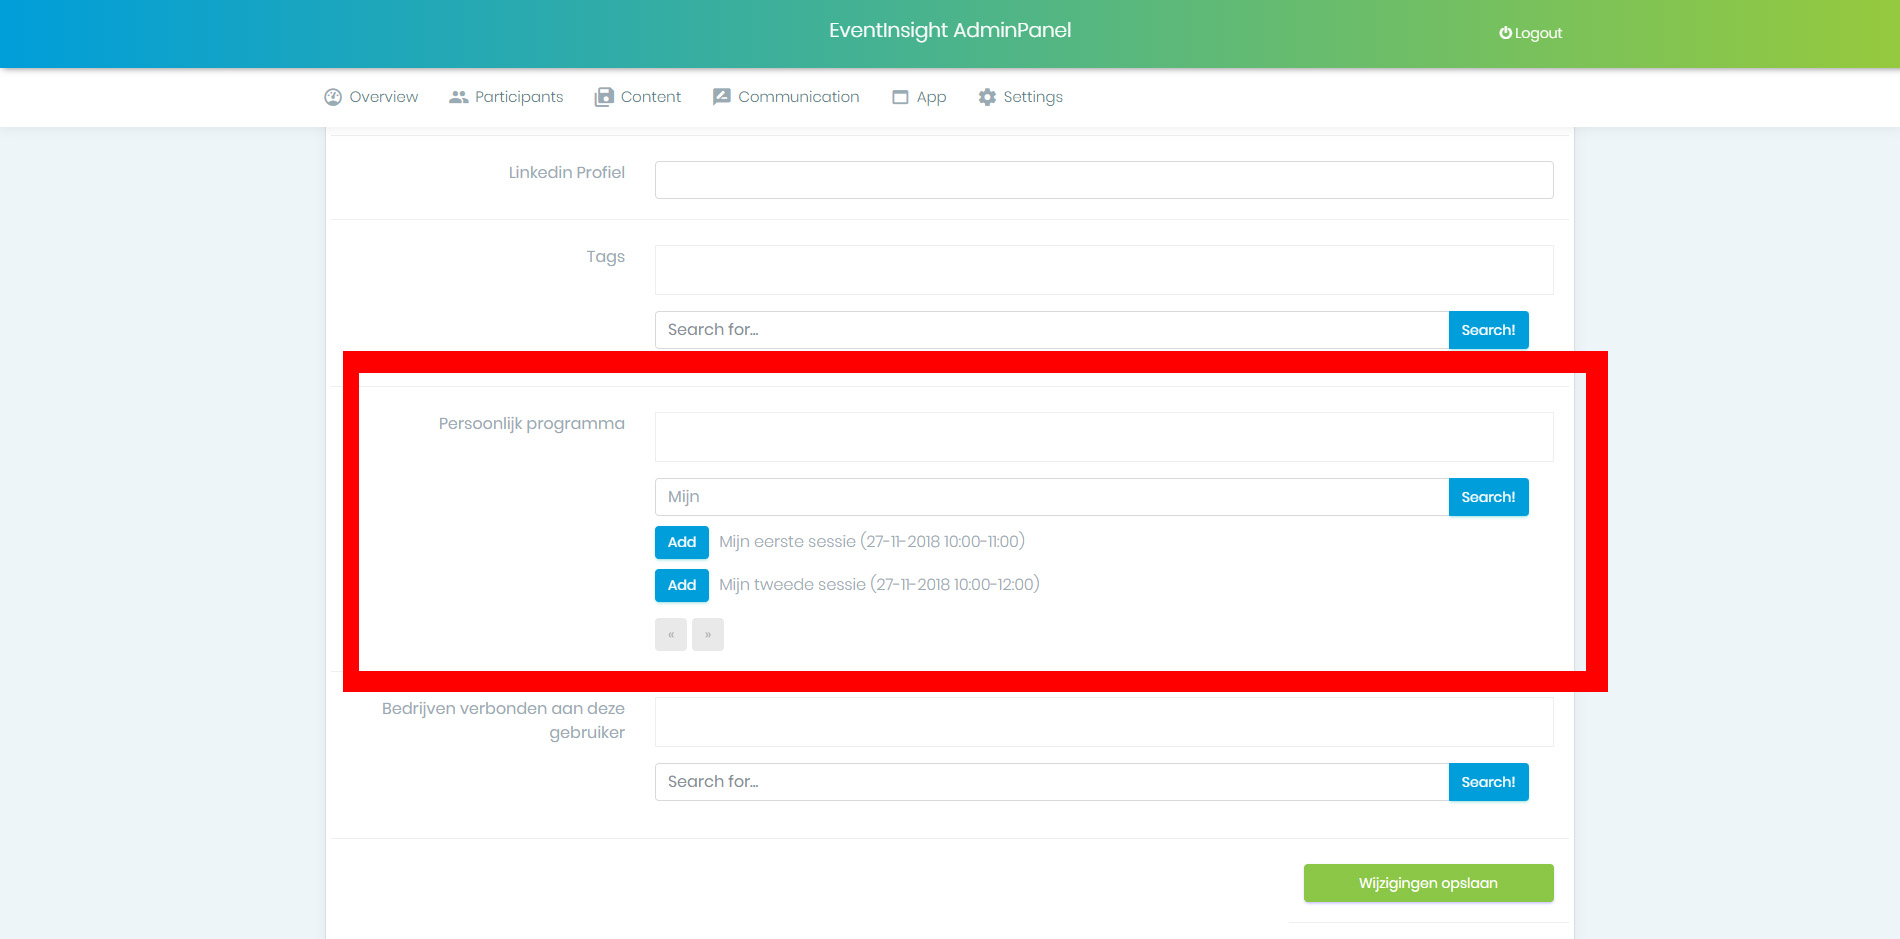 EventInsight AdminPanel
Logout
Overview Participants Content Communication App Settings
Linkedin Profiel
Tags
Search for...
Search!
Persoonlijk programma
Mijn
Search!
Add Mijn eerste sessie (27-11-2018 10:00-11:00)
Add Mijn tweede sessie (27-11-2018 10:00-12:00)
« »
Bedrijven verbonden aan deze
gebruiker
Search for...
Search!
Wijzigingen opslaan